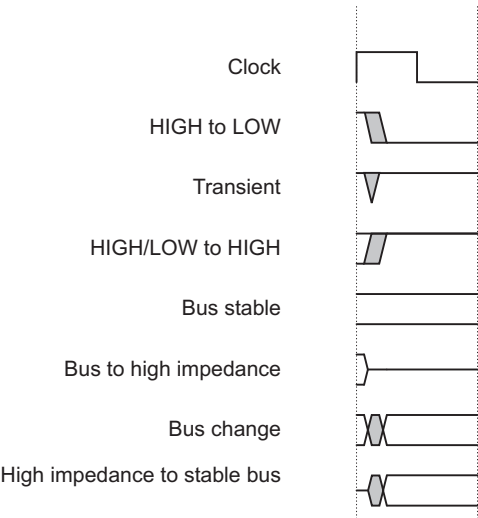 Clock
HIGH to LOW
Transient
HIGH/LOW to HIGH
Bus stable
Bus to high impedance
Bus change
High impedance to stable bus